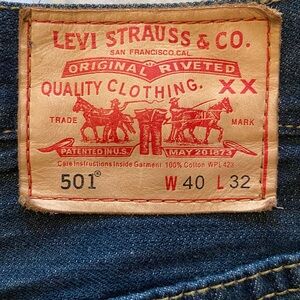 LEVI STRAUSS & CO.
SAN FRANCISCO, CAL.
ORIGINAL RIVETED
QUALITY CLOTHING. XX
TRADE MARK
PATENTED IN U.S. MAY 20 1873
Care Instructions Inside Garment 100% Cotton WPL 423
501® W 40 L 32